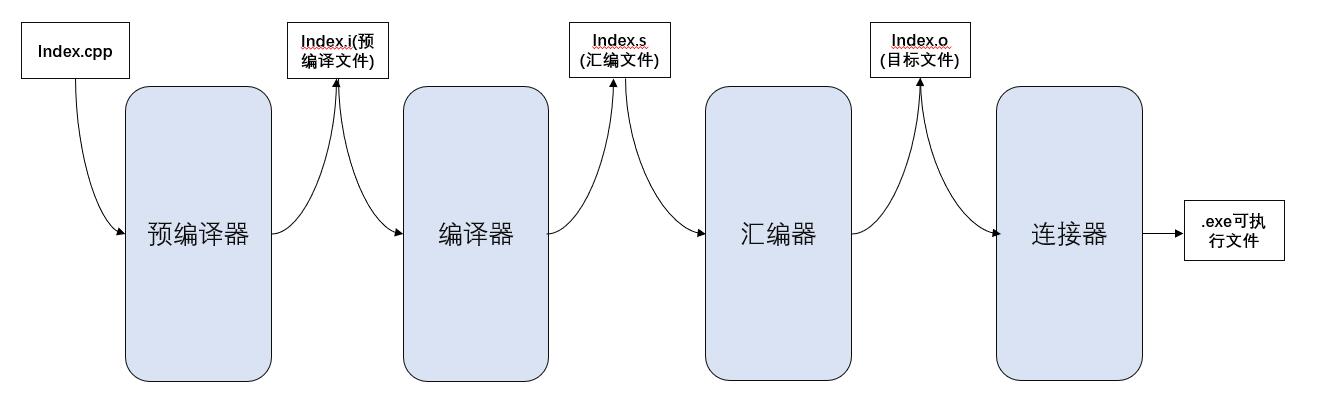 Index.cpp
Index.i(预
编译文件)
Index.s
(汇编文件)
Index.o
(目标文件)
预编译器
编译器
汇编器
连接器
.exe可执
行文件